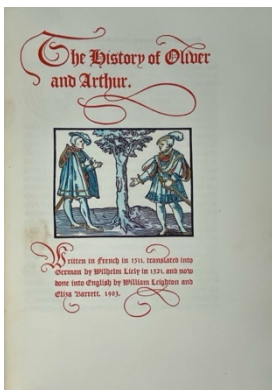 The History of Oliver
and Arthur.
Written in French in 1511, translated into
German by Wilhelm Liely in 1521, and now
done into English by William Leighton and
Eliza Barrett. 1903.